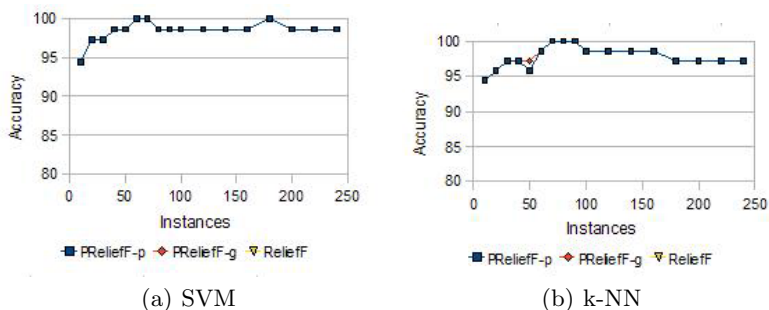 100
95
90
85
80
Accuracy
0 50 100 150 200 250
Instances
PReliefF-p PReliefF-g ReliefF
(a) SVM
100
95
90
85
80
Accuracy
0 50 100 150 200 250
Instances
PReliefF-p PReliefF-g ReliefF
(b) k-NN